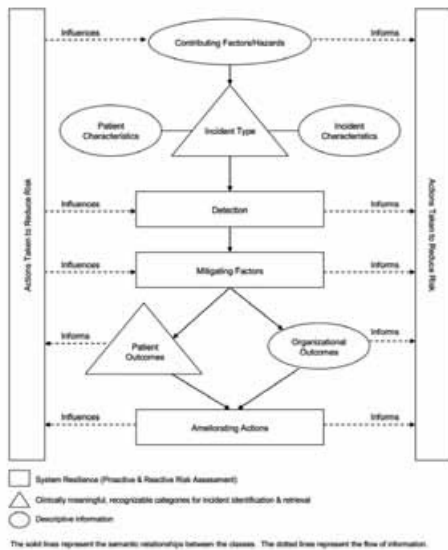 Influences
Contributing Factors/Hazards
Informs
Patient
Characteristics
Incident Type
Incident
Characteristics
Actions Taken to Reduce Risk
Actions Taken to Reduce Risk
Influences
Detection
Informs
Influences
Mitigating Factors
Informs
Informs
Patient
Outcomes
Organizational
Outcomes
Informs
Influences
Ameliorating Actions
Informs
System Resilience (Proactive & Reactive Risk Assessment)
Clinically meaningful, recognizable categories for incident identification & retrieval
Descriptive information
The solid lines represent the semantic relationships between the classes. The dotted lines represent the flow of information.